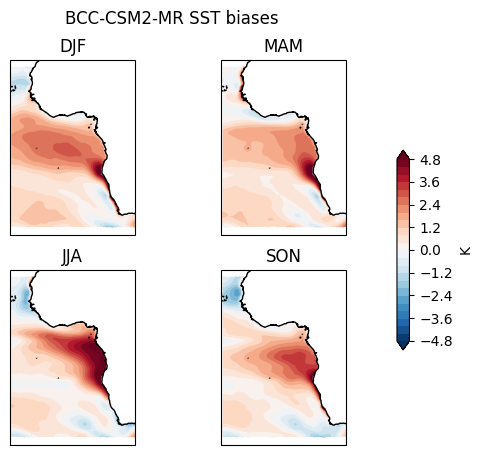 BCC-CSM2-MR SST biases
DJF
MAM
JJA
SON
4.8
3.6
2.4
1.2
0.0
−1.2
−2.4
−3.6
−4.8
K